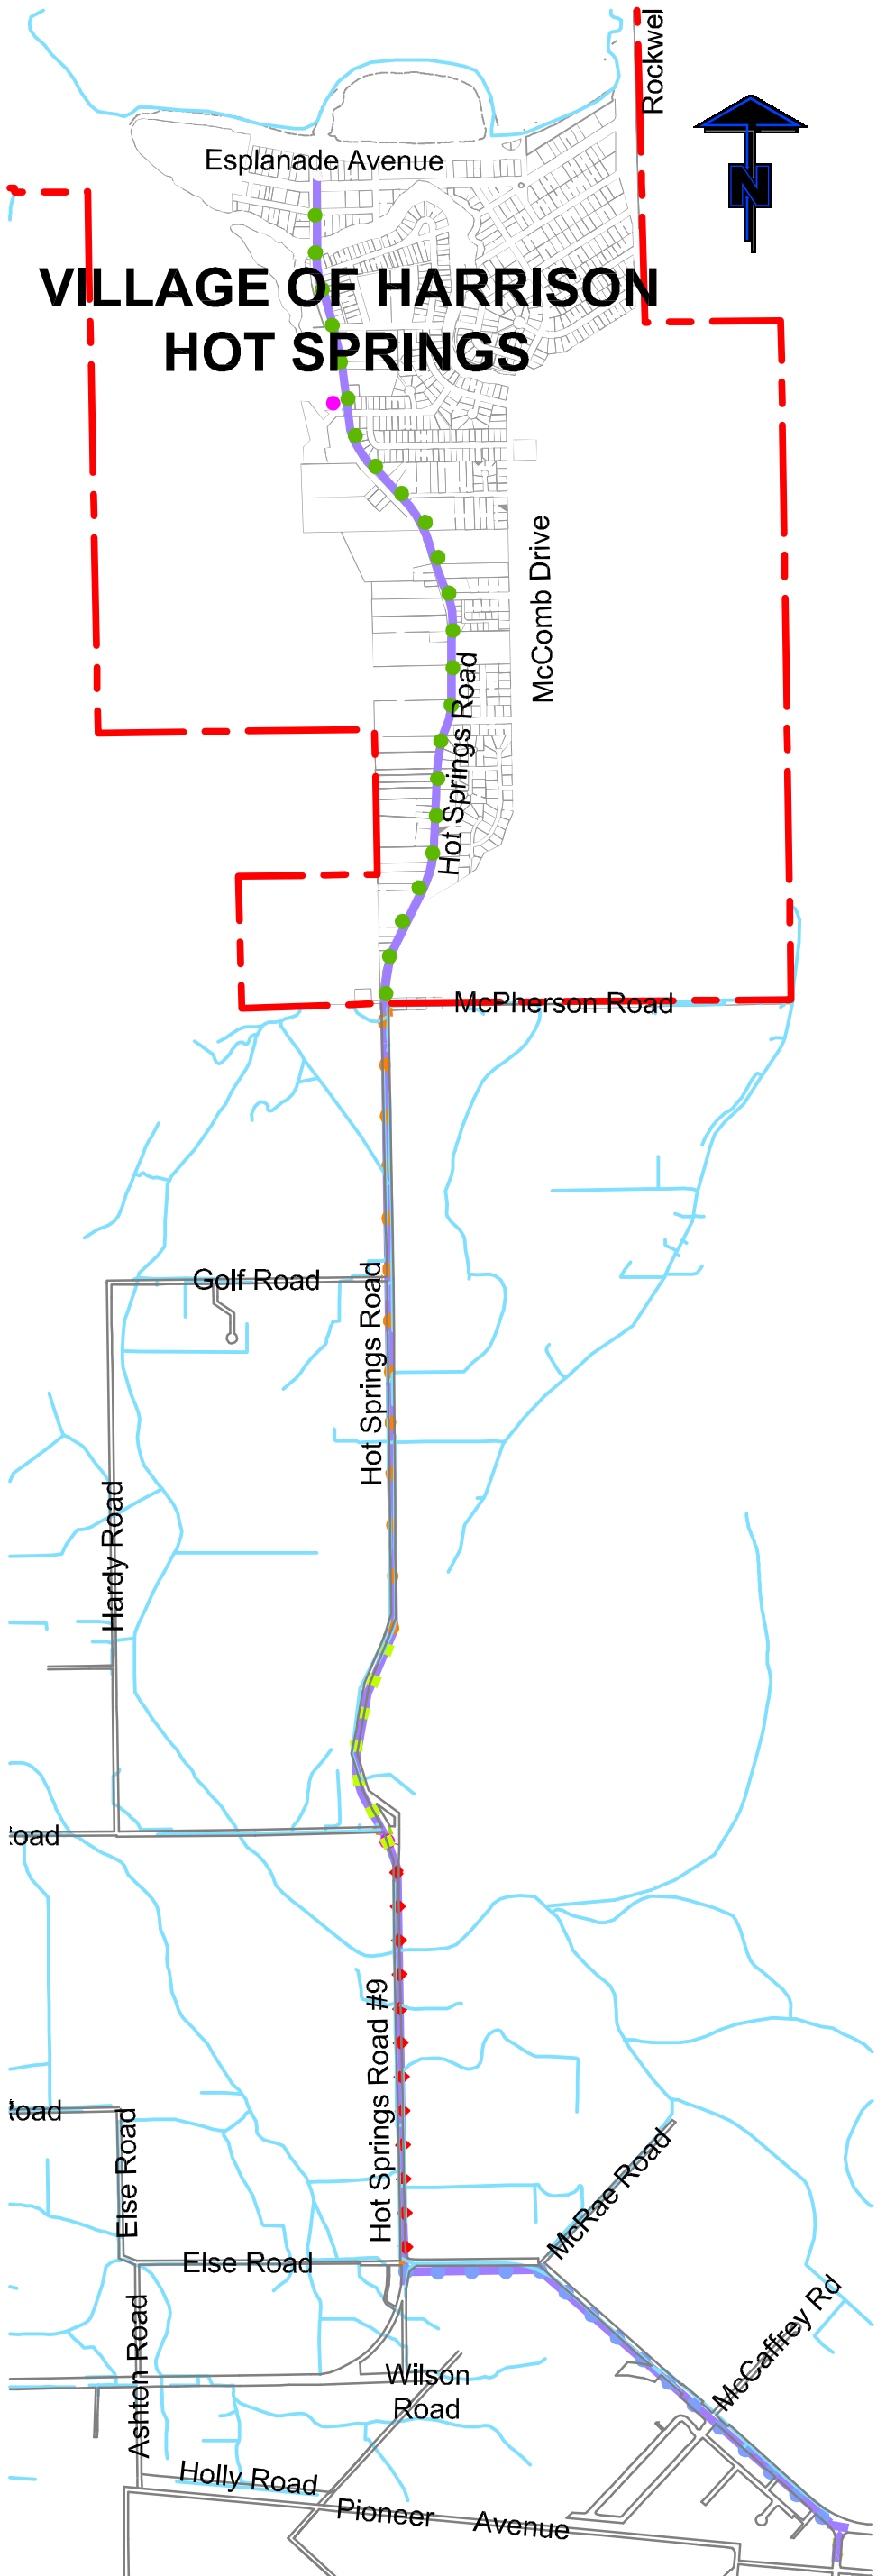 Rockwel
Esplanade Avenue
N
VILLAGE OF HARRISON
HOT SPRINGS
McComb Drive
Hot Springs Road
McPherson Road
Golf Road
Hot Springs Road
Hardy Road
oad
Hot Springs Road #9
oad
Else Road
McRae Road
Else Road
McCaffrey Rd
Ashton Road
Wilson
Road
Holly Road
Pioneer Avenue